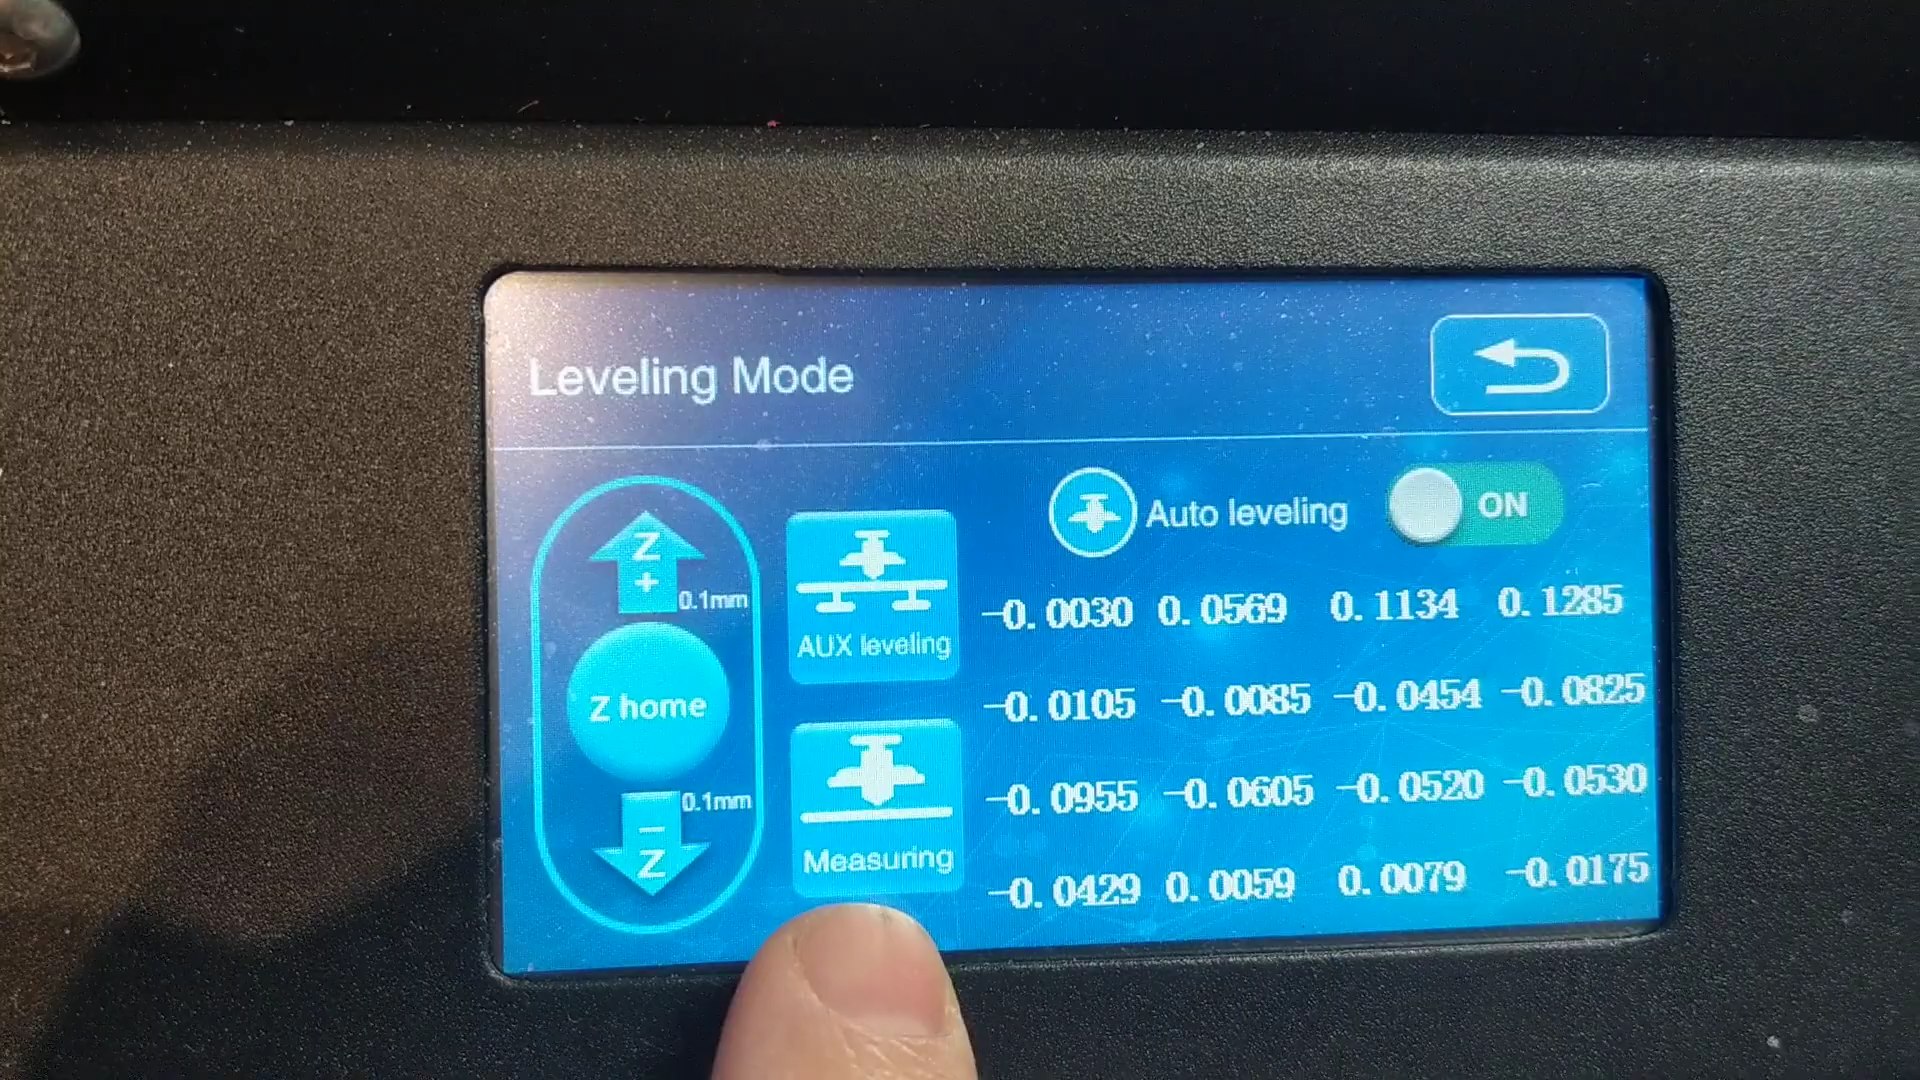 Leveling Mode
Auto leveling ON
Z
+
0.1mm
AUX leveling
-0.0030 0.0569 0.1134 0.1285
Z home
-0.0105 -0.0085 -0.0454 -0.0825
0.1mm
-0.0955 -0.0605 -0.0520 -0.0530
–
Z
Measuring
-0.0429 0.0059 0.0079 -0.0175